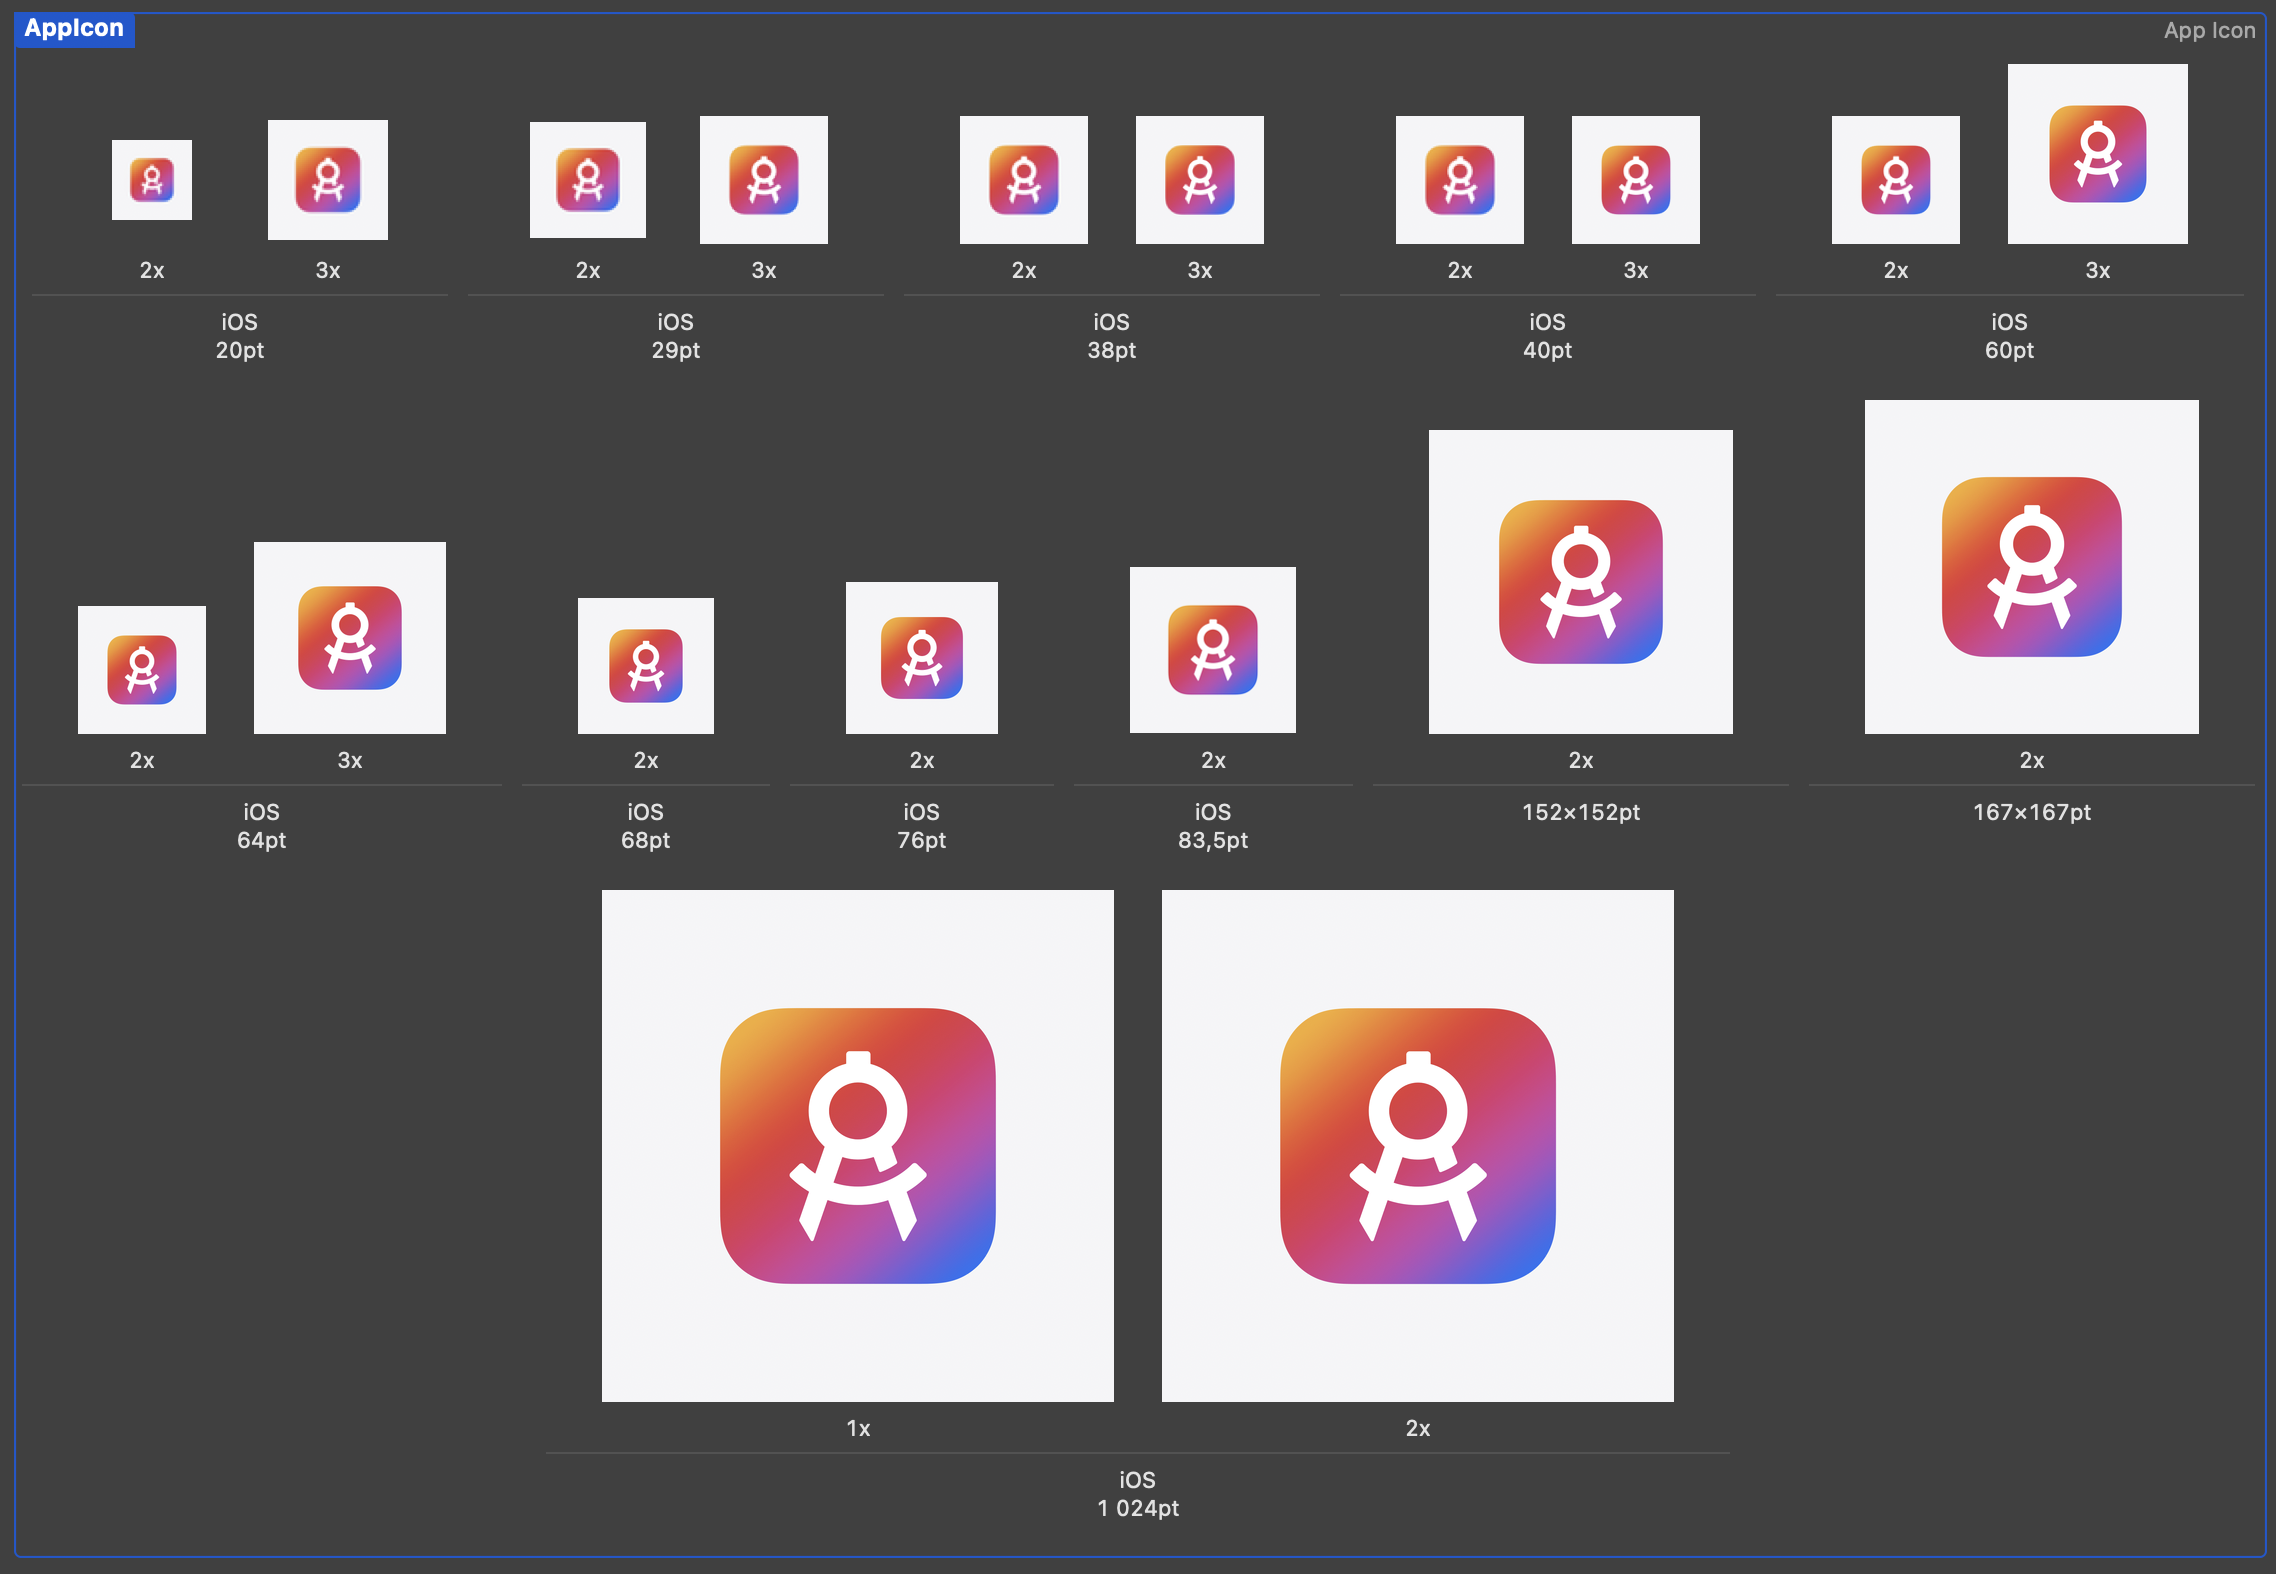 AppIcon
App Icon
2x 3x 2x 3x 2x 3x 2x 3x 2x 3x
iOS iOS iOS iOS iOS
20pt 29pt 38pt 40pt 60pt
2x 3x 2x 2x 2x 2x 2x
iOS iOS iOS iOS 152×152pt 167×167pt
64pt 68pt 76pt 83,5pt
1x 2x
iOS
1 024pt